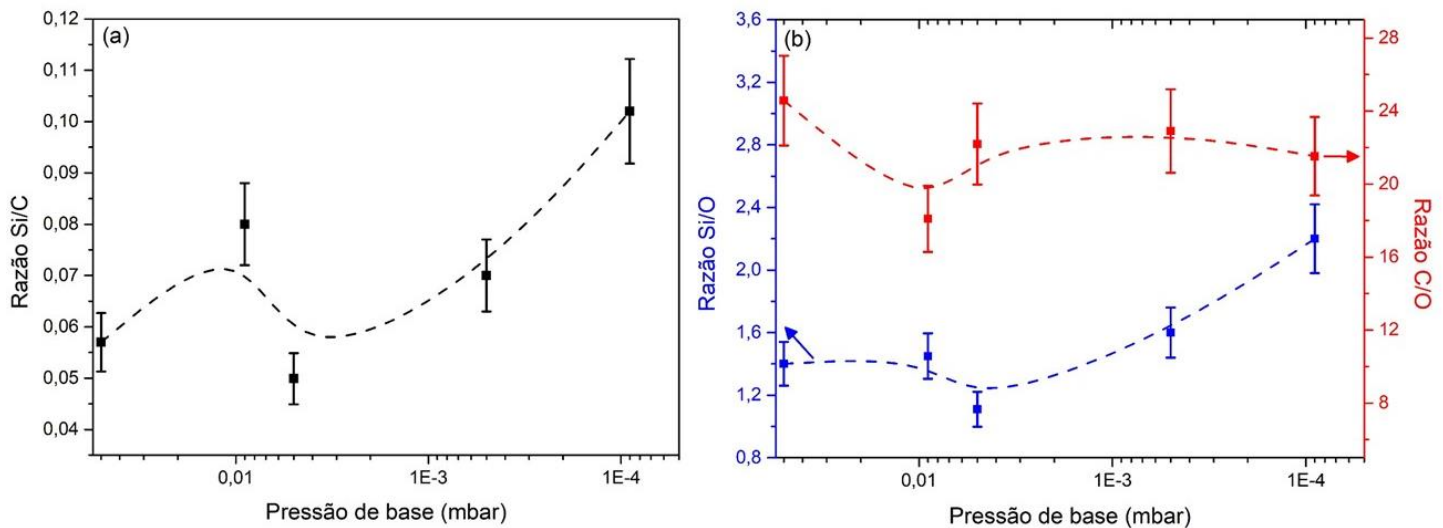 (a)
Razão Si/C
0,12
0,11
0,10
0,09
0,08
0,07
0,06
0,05
0,04
0,01
1E-3
1E-4
Pressão de base (mbar)
(b)
Razão Si/O
3,6
3,2
2,8
2,4
2,0
1,6
1,2
0,8
28
24
20
16
12
8
Razão C/O
0,01
1E-3
1E-4
Pressão de base (mbar)